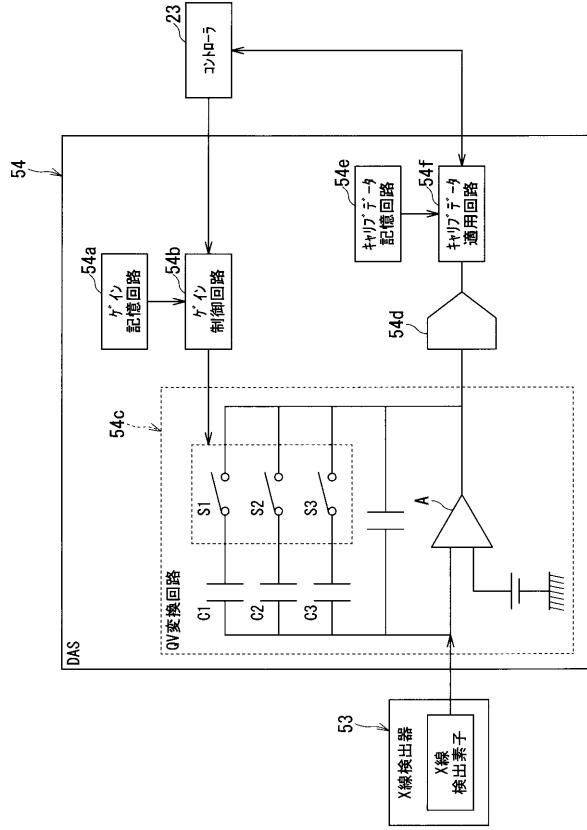 54
DAS
54a
ゲイン
記憶回路
54b
ゲイン
制御回路
23
コントローラ
54c
QV変換回路
C1
S1
C2
S2
C3
S3
A
54d
54e
キャリブデータ
記憶回路
54f
キャリブデータ
適用回路
53
X線検出器
X線
検出素子